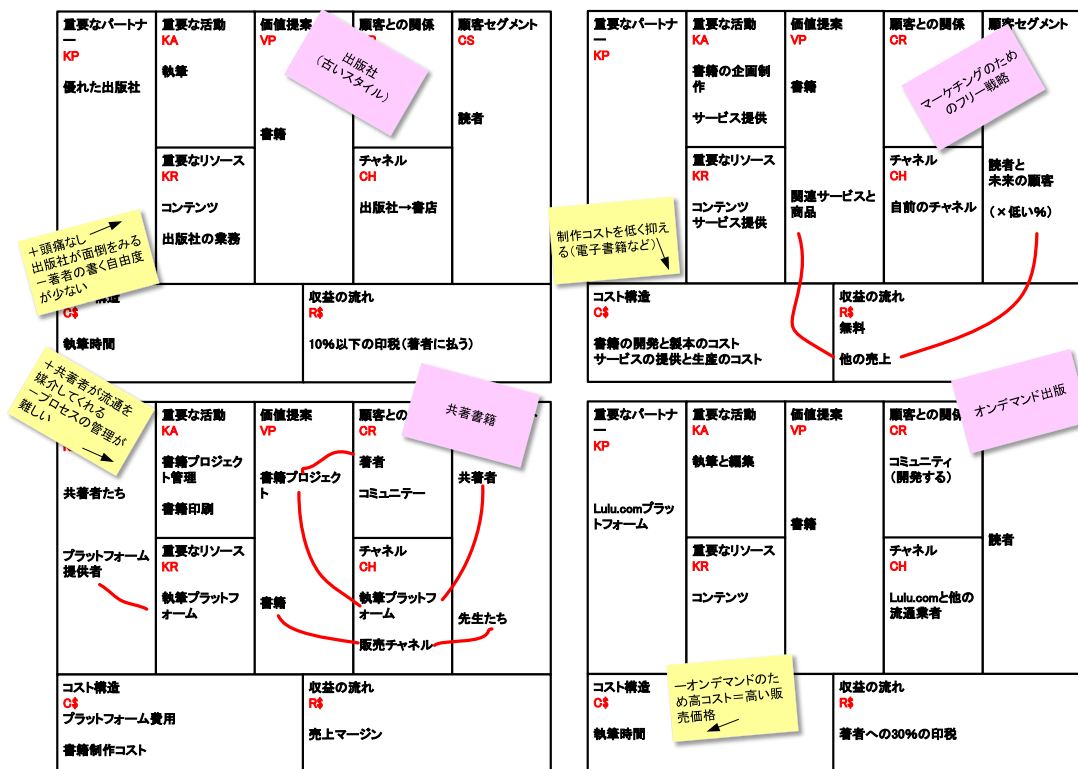 重要なパートナ
ー
KP
優れた出版社
重要な活動
KA
執筆
重要なリソース
KR
コンテンツ
出版社の業務
価値提案
VP
書籍
顧客との関係
出版社
(古いスタイル)
チャネル
CH
出版社→書店
顧客セグメント
CS
読者
+頭痛なし
出版社が面倒をみる
ー著者の書く自由度
が少ない
構造
C$
執筆時間
収益の流れ
R$
10%以下の印税(著者に払う)
重要なパートナ
ー
KP
重要な活動
KA
書籍の企画制
作
サービス提供
重要なリソース
KR
コンテンツ
サービス提供
価値提案
VP
書籍
関連サービスと
商品
顧客との関係
CR
チャネル
CH
自前のチャネル
顧客セグメント
マーケチングのため
のフリー戦略
読者と
未来の顧客
(×低い%)
制作コストを低く抑え
る(電子書籍など)
コスト構造
C$
書籍の開発と製本のコスト
サービスの提供と生産のコスト
収益の流れ
R$
無料
他の売上
+共著者が流通を
媒介してくれる
ープロセスの管理が
難しい
共著者たち
プラットフォーム
提供者
重要な活動
KA
書籍プロジェク
ト管理
書籍印刷
重要なリソース
KR
執筆プラットフ
ォーム
価値提案
VP
書籍プロジェク
ト
書籍
顧客との
CR
著者
コミュニテー
チャネル
CH
執筆プラットフ
ォーム
販売チャネル
共著書籍
共著者
先生たち
コスト構造
C$
プラットフォーム費用
書籍制作コスト
収益の流れ
R$
売上マージン
重要なパートナ
ー
KP
Lulu.comプラッ
トフォーム
重要な活動
KA
執筆と編集
重要なリソース
KR
コンテンツ
価値提案
VP
書籍
顧客との関係
CR
コミュニティ
(開発する)
チャネル
CH
Lulu.comと他の
流通業者
オンデマンド出版
読者
コスト構造
C$
執筆時間
ーオンデマンドのた
め高コスト=高い販
売価格
収益の流れ
R$
著者への30%の印税